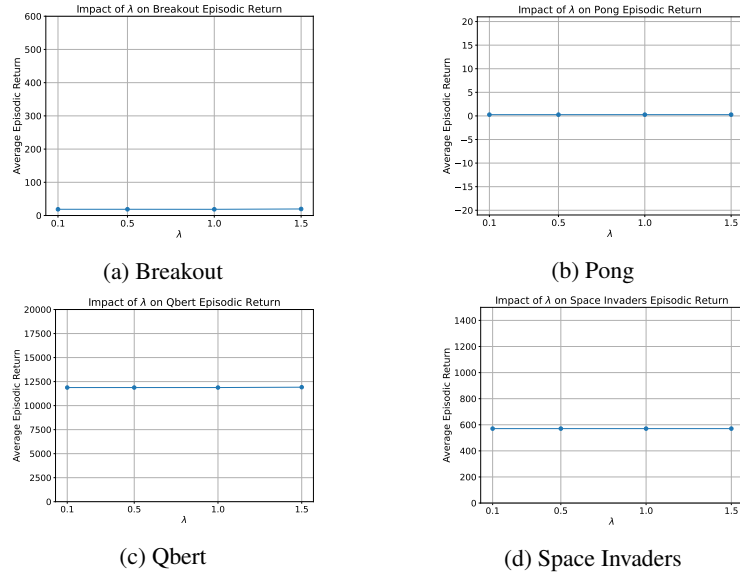 Impact of λ on Breakout Episodic Return
600
500
400
300
200
100
0
Average Episodic Return
0.1 0.5 1.0 1.5
λ
(a) Breakout
Impact of λ on Pong Episodic Return
20
15
10
5
0
−5
−10
−15
−20
Average Episodic Return
0.1 0.5 1.0 1.5
λ
(b) Pong
Impact of λ on Qbert Episodic Return
20000
17500
15000
12500
10000
7500
5000
2500
0
Average Episodic Return
0.1 0.5 1.0 1.5
λ
(c) Qbert
Impact of λ on Space Invaders Episodic Return
1400
1200
1000
800
600
400
200
0
Average Episodic Return
0.1 0.5 1.0 1.5
λ
(d) Space Invaders